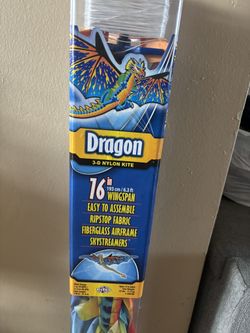 Dragon
3-D NYLON KITE
76 in
193 cm / 6.3 ft
WINGSPAN
EASY TO ASSEMBLE
RIPSTOP FABRIC
FIBERGLASS AIRFRAME
SKYSTREAMERS™